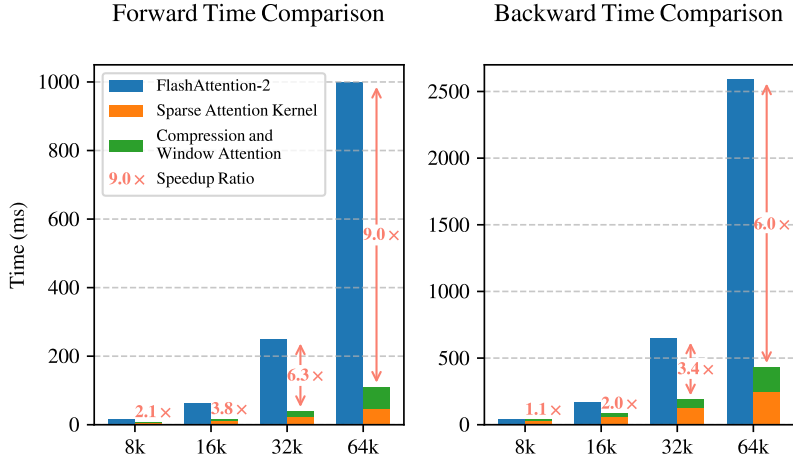 Forward Time Comparison
Backward Time Comparison
Time (ms)
1000
800
600
400
200
0
FlashAttention-2
Sparse Attention Kernel
Compression and
Window Attention
9.0× Speedup Ratio
2.1×
3.8×
6.3×
9.0×
8k
16k
32k
64k
2500
2000
1500
1000
500
0
1.1×
2.0×
3.4×
6.0×
8k
16k
32k
64k